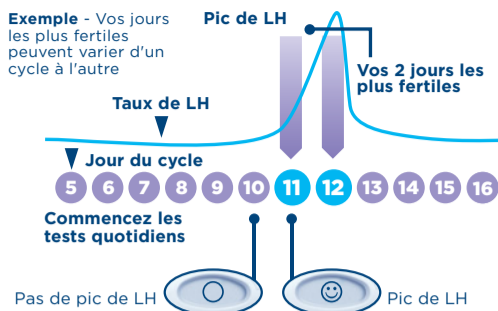 Exemple - Vos jours
les plus fertiles
peuvent varier d'un
cycle à l'autre
Pic de LH
Vos 2 jours les
plus fertiles
Taux de LH
Jour du cycle
5 6 7 8 9 10 11 12 13 14 15 16
Commencez les
tests quotidiens
Pas de pic de LH
Pic de LH